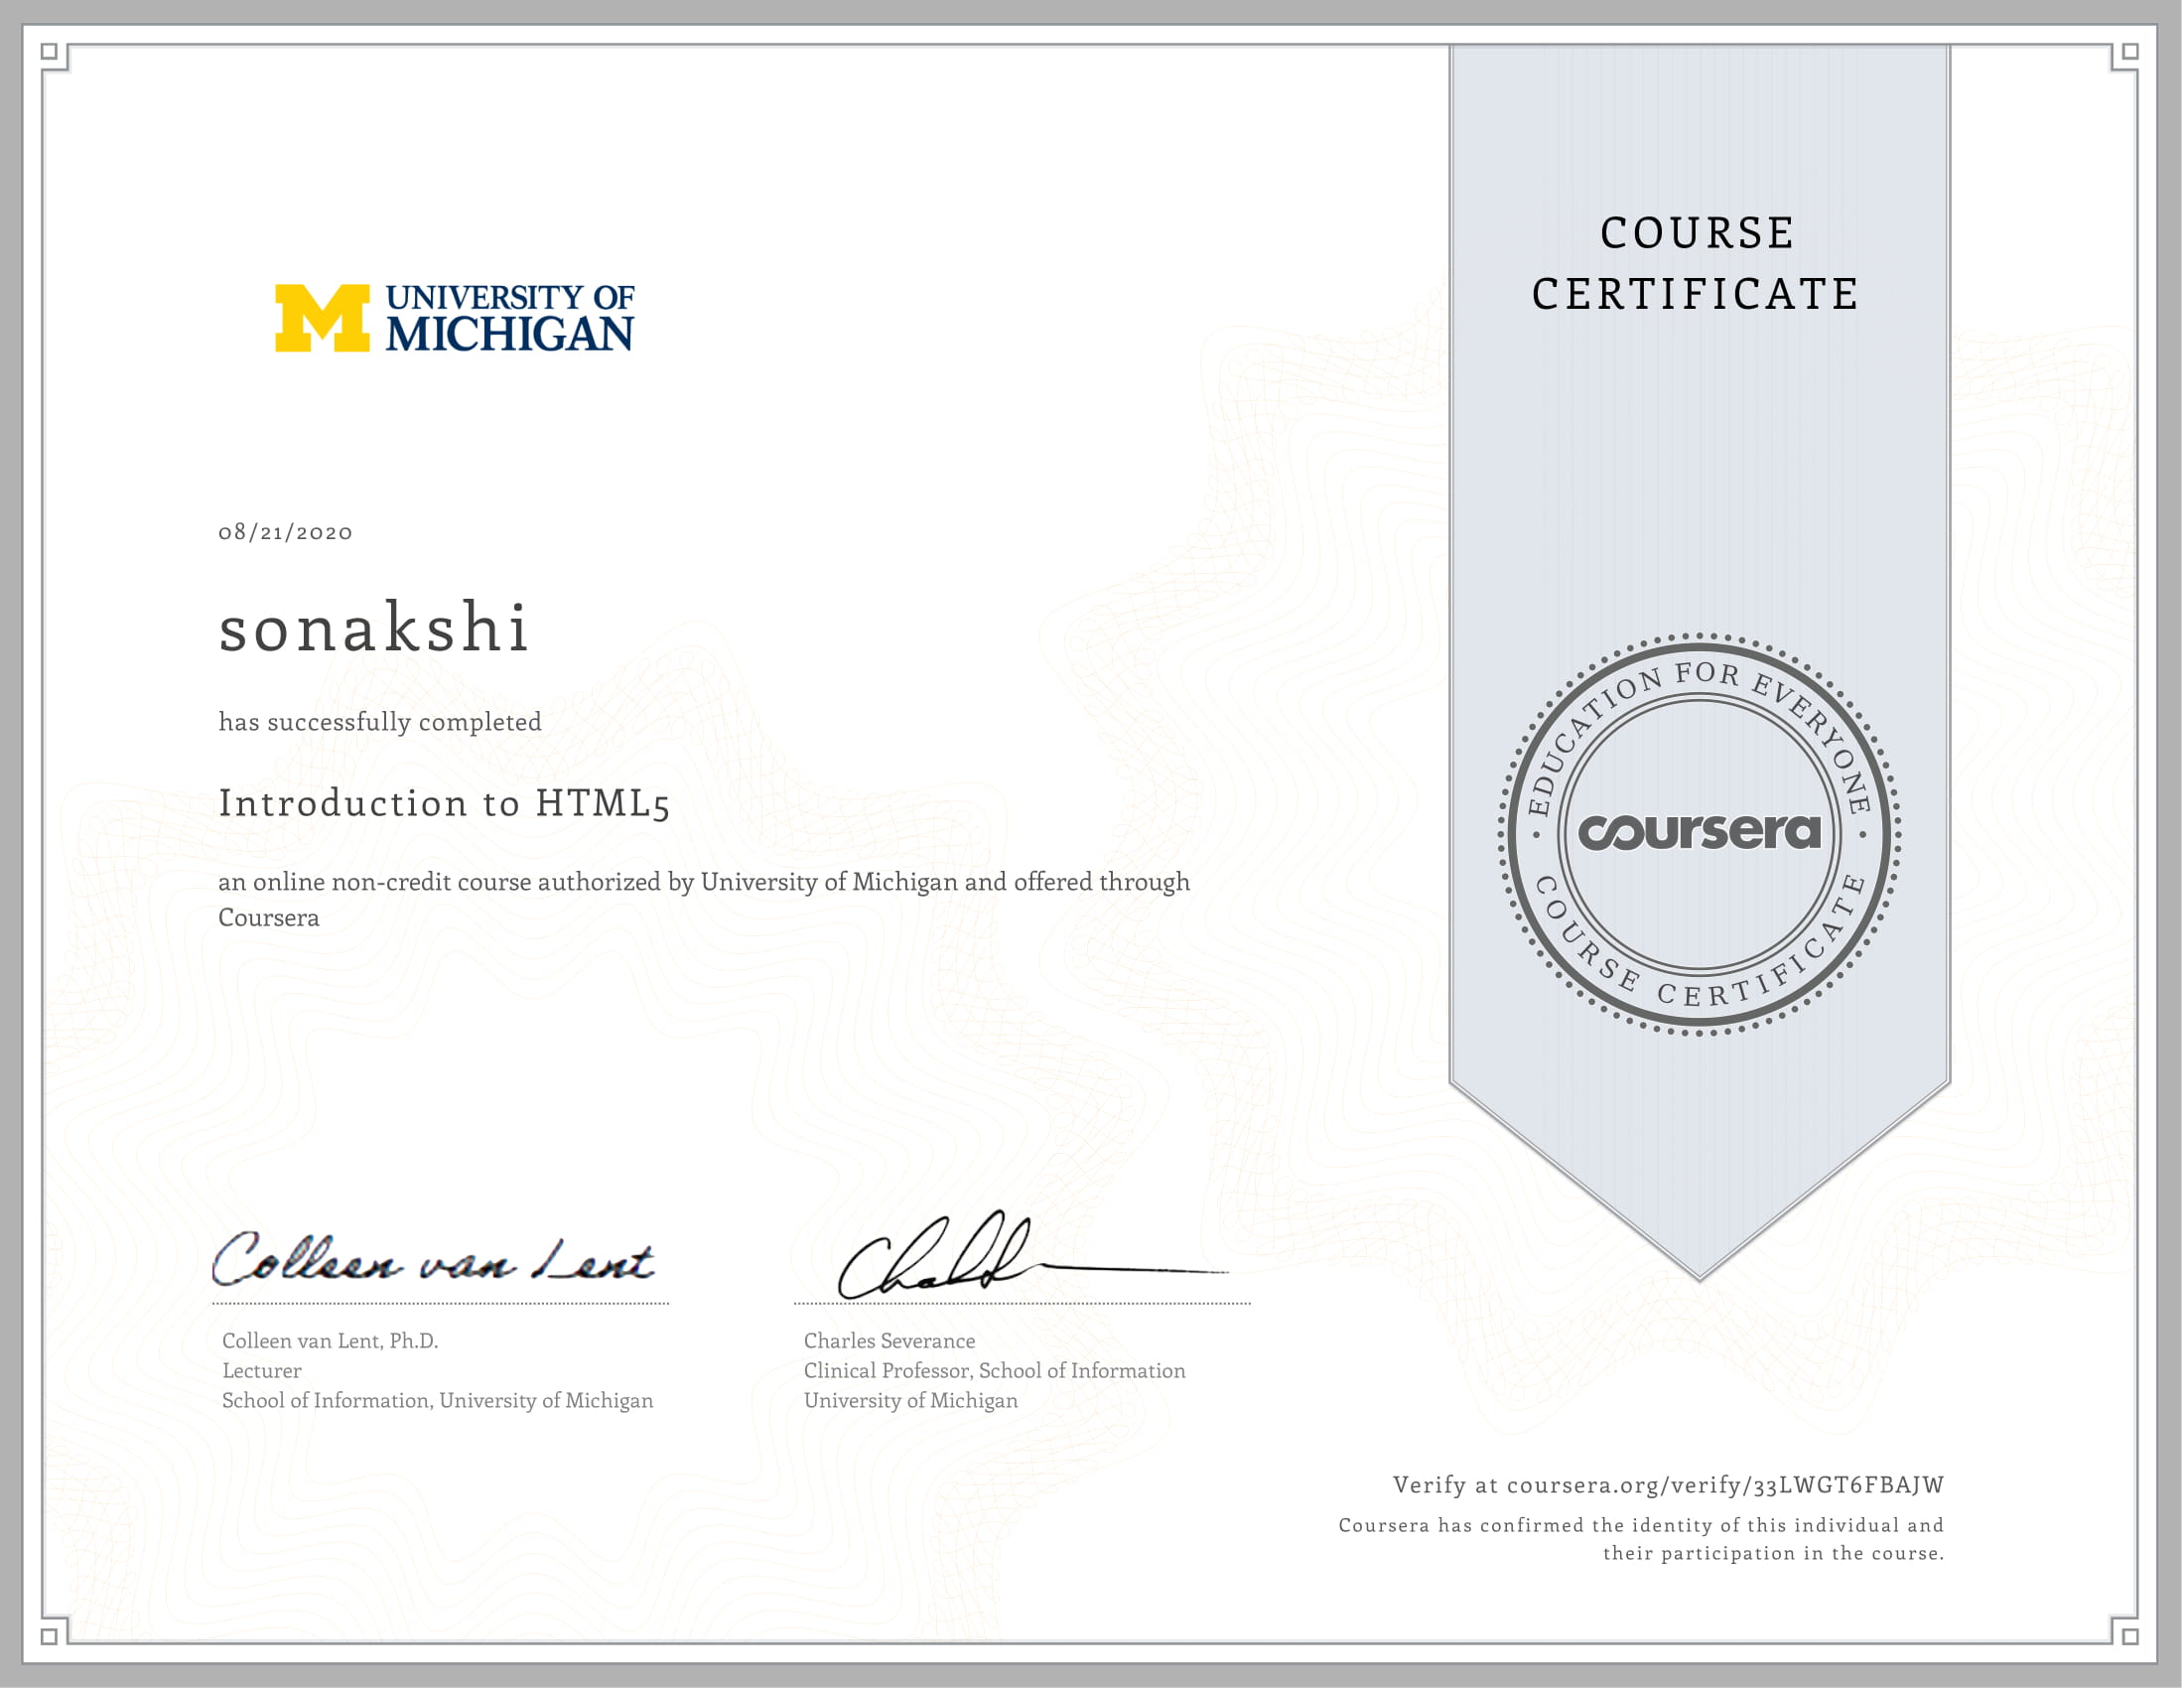 UNIVERSITY OF
MICHIGAN
COURSE
CERTIFICATE
08/21/2020
sonakshi
has successfully completed
Introduction to HTML5
an online non-credit course authorized by University of Michigan and offered through
Coursera
EDUCATION FOR EVERYONE
coursera
COURSE CERTIFICATE
Colleen van Lent
Colleen van Lent, Ph.D.
Lecturer
School of Information, University of Michigan
Charles Severance
Clinical Professor, School of Information
University of Michigan
Verify at coursera.org/verify/33LWGT6FBAJW
Coursera has confirmed the identity of this individual and
their participation in the course.